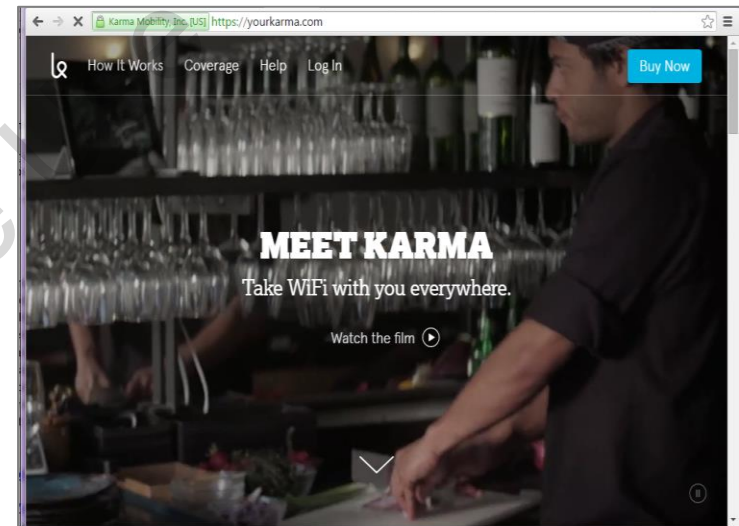 Karma Mobility, Inc. [US] https://yourkarma.com
How It Works Coverage Help Log In Buy Now
MEET KARMA
Take WiFi with you everywhere.
Watch the film